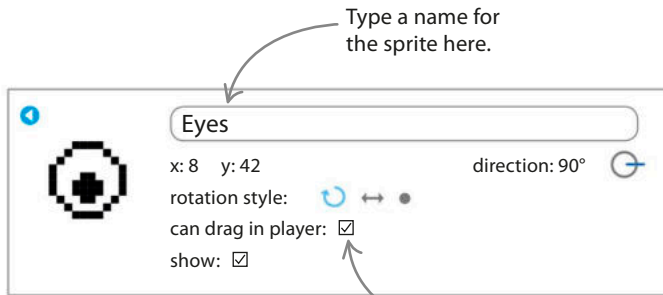 Type a name for
the sprite here.
Eyes
x: 8 y: 42 direction: 90°
rotation style:
can drag in player:
show: